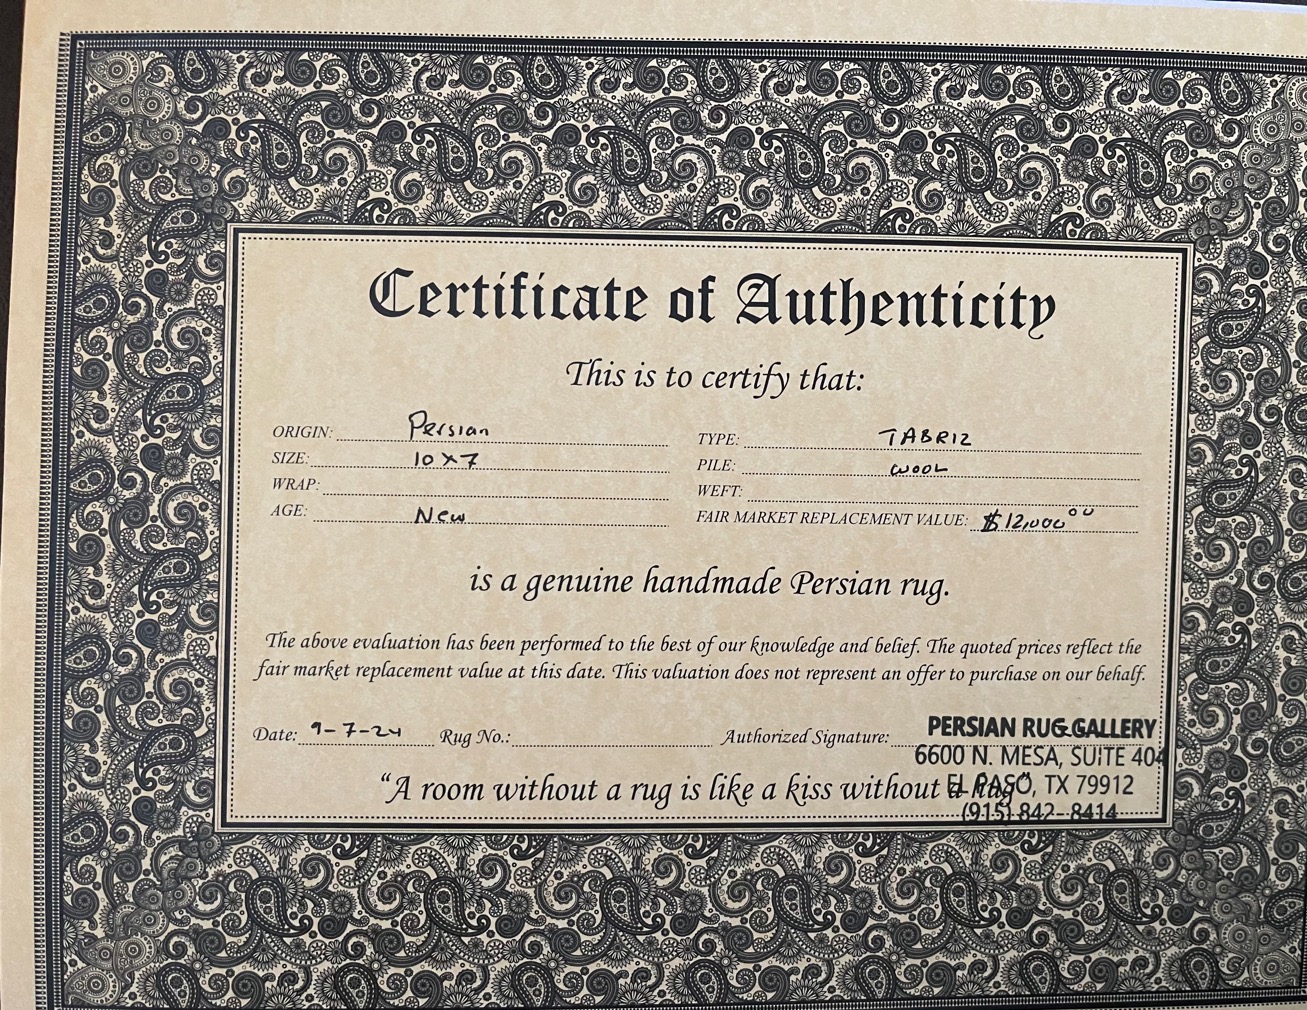 Certificate of Authenticity
This is to certify that:
ORIGIN: Persian
SIZE: 10 x 7
WRAP:
AGE: New
TYPE: TABRIZ
PILE: WOOL
WEFT:
FAIR MARKET REPLACEMENT VALUE: $12,000 00
is a genuine handmade Persian rug.
The above evaluation has been performed to the best of our knowledge and belief. The quoted prices reflect the
fair market replacement value at this date. This valuation does not represent an offer to purchase on our behalf.
Date: 9-7-24 Rug No.: Authorized Signature:
PERSIAN RUG GALLERY
6600 N. MESA, SUITE 404
EL PASO, TX 79912
(915) 842-8414
“A room without a rug is like a kiss without a hug”